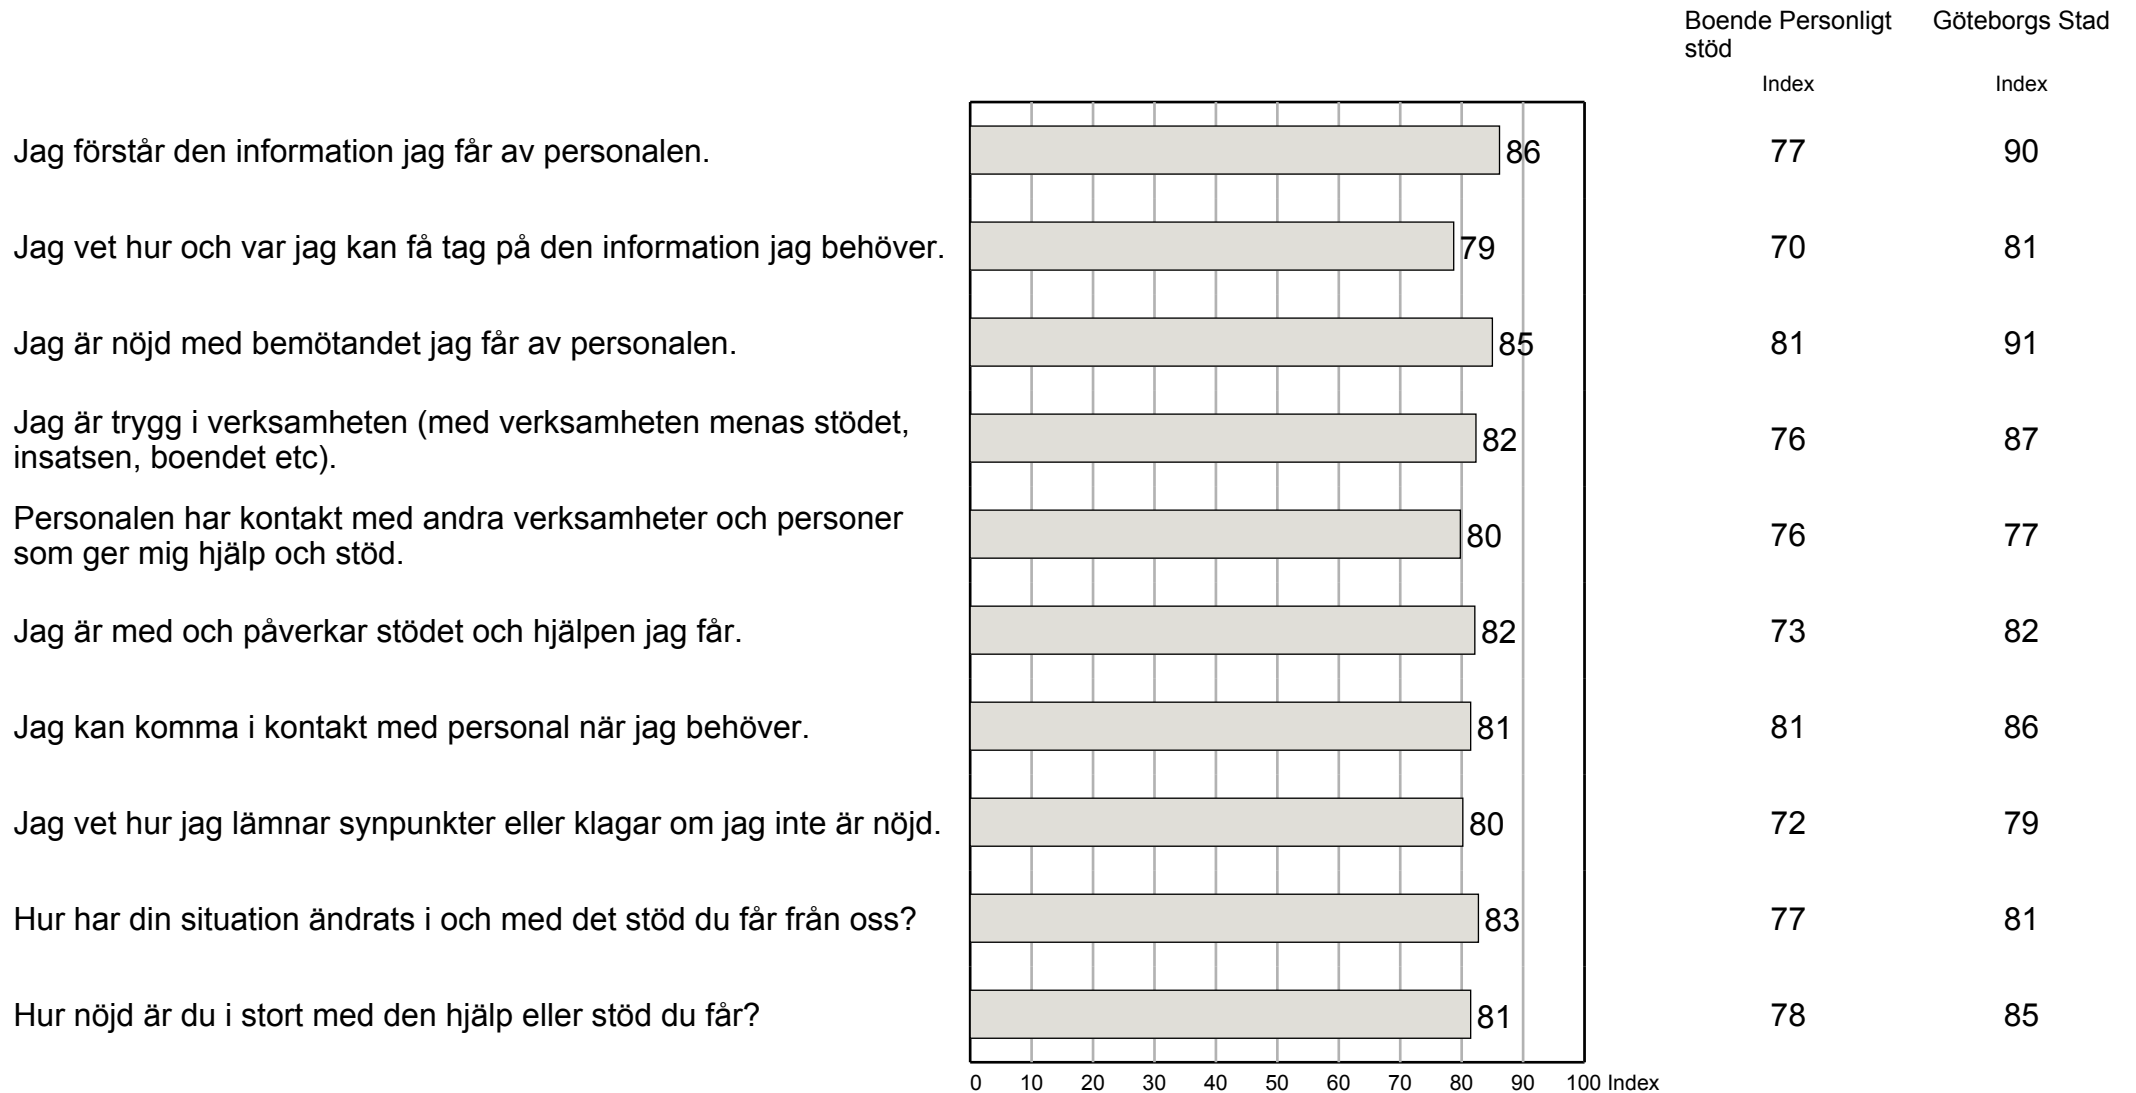 Boende Personligt Göteborgs Stad
stöd
Index Index
Jag förstår den information jag får av personalen. 86 77 90
Jag vet hur och var jag kan få tag på den information jag behöver. 79 70 81
Jag är nöjd med bemötandet jag får av personalen. 85 81 91
Jag är trygg i verksamheten (med verksamheten menas stödet,
insatsen, boendet etc). 82 76 87
Personalen har kontakt med andra verksamheter och personer
som ger mig hjälp och stöd. 80 76 77
Jag är med och påverkar stödet och hjälpen jag får. 82 73 82
Jag kan komma i kontakt med personal när jag behöver. 81 81 86
Jag vet hur jag lämnar synpunkter eller klagar om jag inte är nöjd. 80 72 79
Hur har din situation ändrats i och med det stöd du får från oss? 83 77 81
Hur nöjd är du i stort med den hjälp eller stöd du får? 81 78 85
0 10 20 30 40 50 60 70 80 90 100 Index